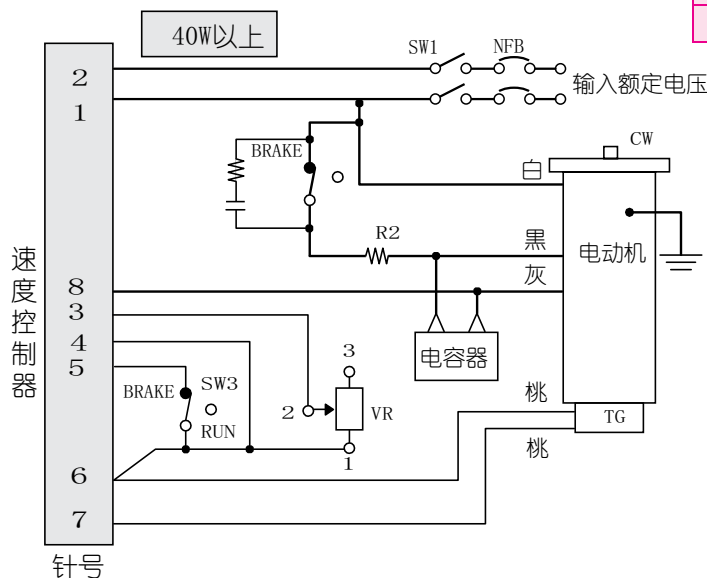 40W以上
SW1
NFB
2
1
输入额定电压
CW
BRAKE
白
R2
黑
电动机
灰
速度控制器
8
3
4
5
电容器
3
BRAKE
SW3
2
VR
RUN
1
桃
TG
桃
6
7
针号